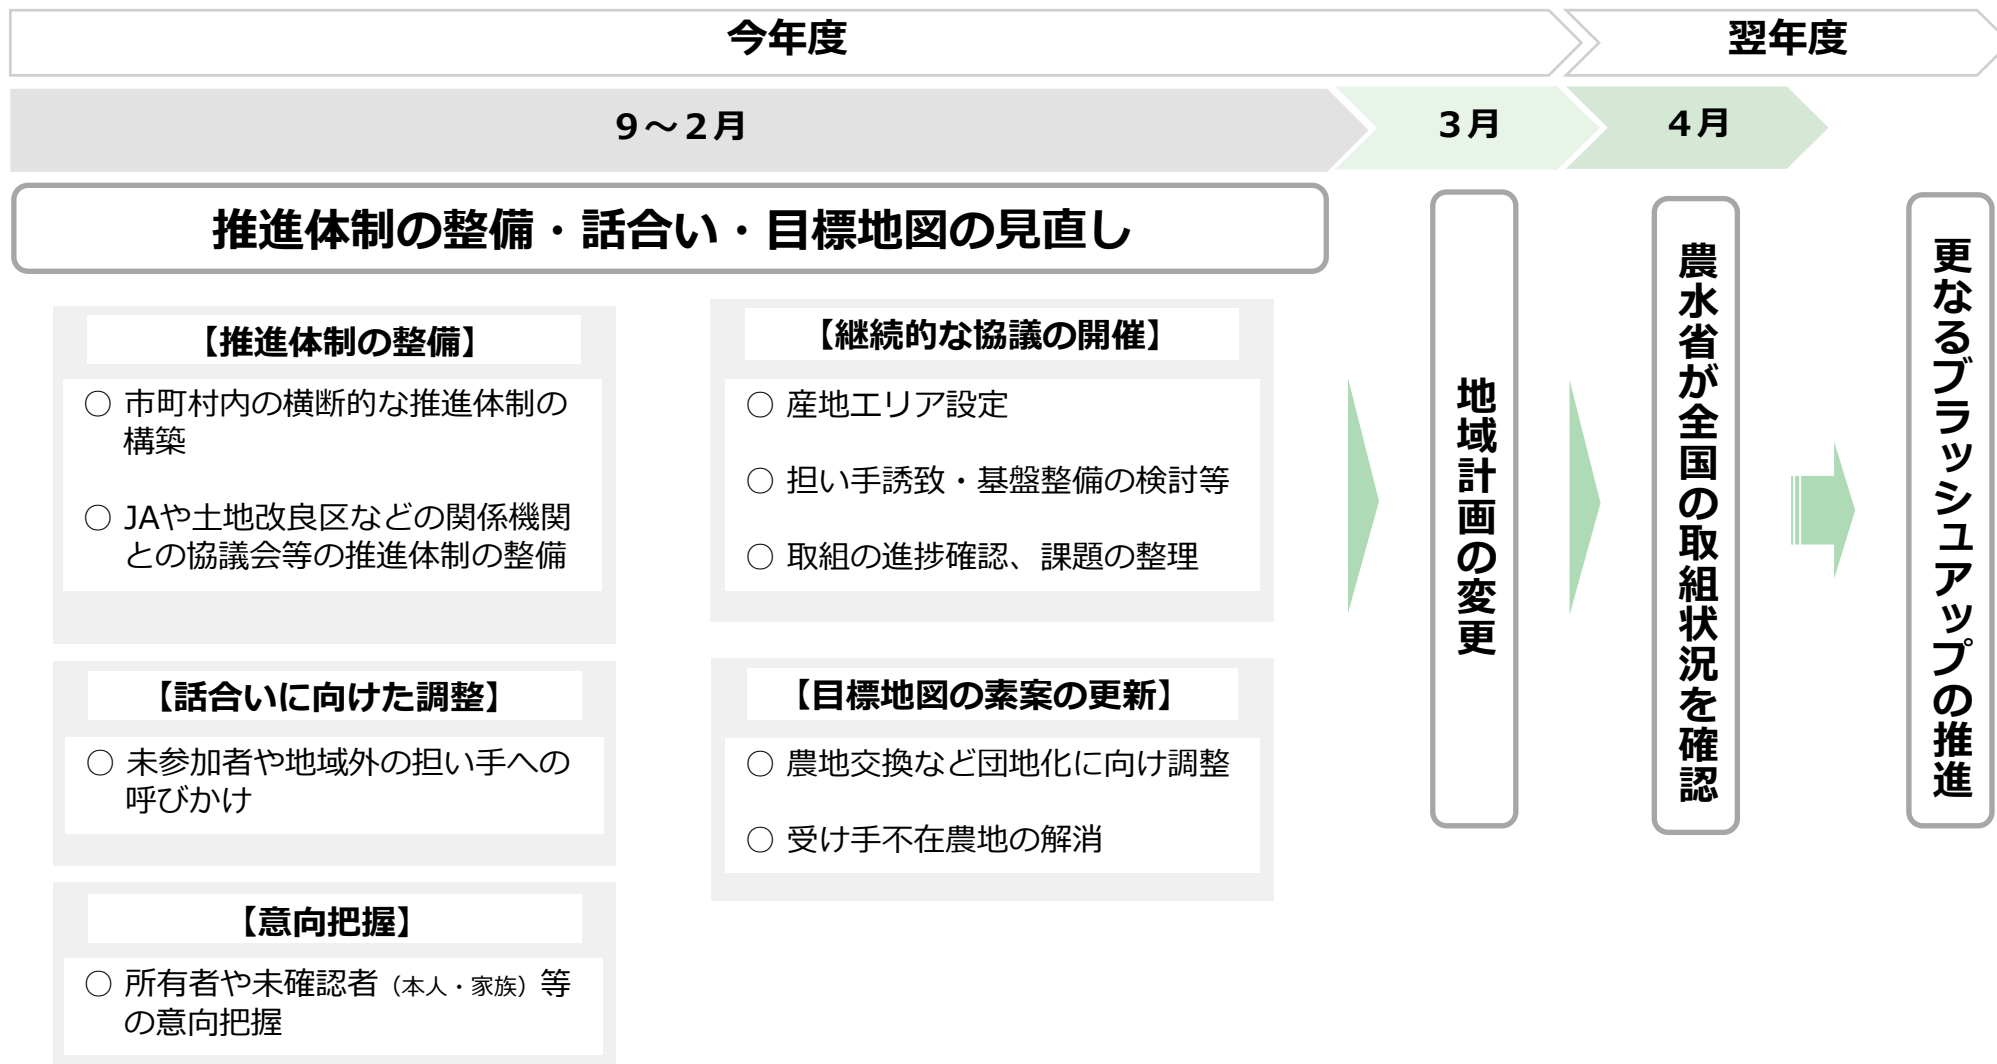 今年度
翌年度
9～2月
3月
4月
推進体制の整備・話合い・目標地図の見直し
【推進体制の整備】
○ 市町村内の横断的な推進体制の
構築
○ JAや土地改良区などの関係機関
との協議会等の推進体制の整備
【話合いに向けた調整】
○ 未参加者や地域外の担い手への
呼びかけ
【意向把握】
○ 所有者や未確認者（本人・家族）等
の意向把握
【継続的な協議の開催】
○ 産地エリア設定
○ 担い手誘致・基盤整備の検討等
○ 取組の進捗確認、課題の整理
【目標地図の素案の更新】
○ 農地交換など団地化に向け調整
○ 受け手不在農地の解消
地域計画の変更
農水省が全国の取組状況を確認
更なるブラッシュアップの推進